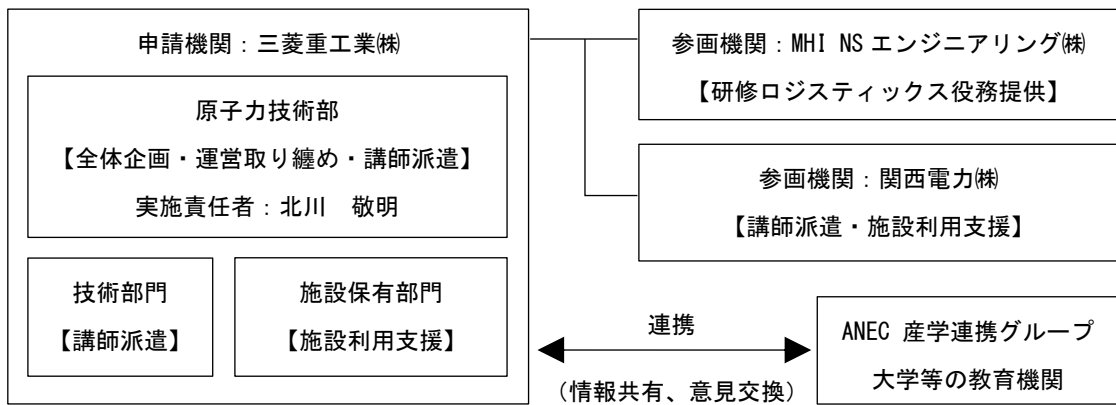 申請機関：三菱重工業㈱
原子力技術部
【全体企画・運営取り纏め・講師派遣】
実施責任者：北川　敬明
技術部門
【講師派遣】
施設保有部門
【施設利用支援】
参画機関：MHI NS エンジニアリング㈱
【研修ロジスティックス役務提供】
参画機関：関西電力㈱
【講師派遣・施設利用支援】
連携
（情報共有、意見交換）
ANEC 産学連携グループ
大学等の教育機関